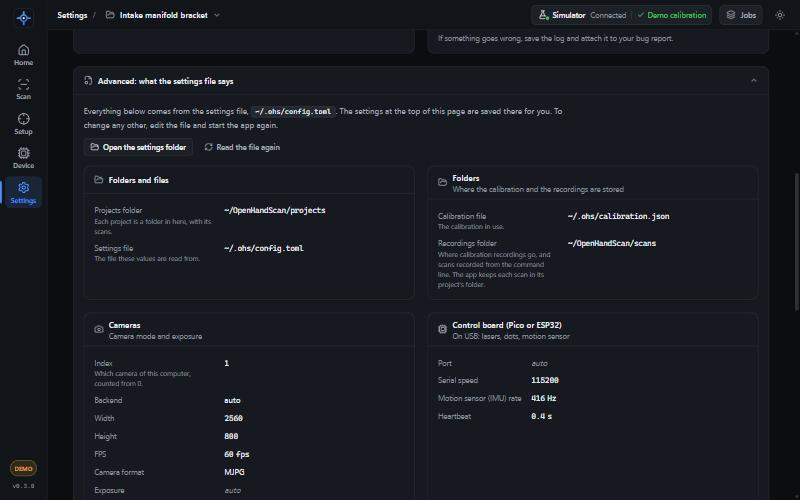 Settings / Intake manifold bracket
Simulator Connected Demo calibration
Jobs
Home
Scan
Setup
Device
Settings
DEMO
v0.3.0
If something goes wrong, save the log and attach it to your bug report.
Advanced: what the settings file says
Everything below comes from the settings file, ~/.ohs/config.toml. The settings at the top of this page are saved there for you. To
change any other, edit the file and start the app again.
Open the settings folder Read the file again
Folders and files
Projects folder ~/OpenHandScan/projects
Each project is a folder in here, with its
scans.
Settings file ~/.ohs/config.toml
The file these values are read from.
Folders
Where the calibration and the recordings are stored
Calibration file ~/.ohs/calibration.json
The calibration in use.
Recordings folder ~/OpenHandScan/scans
Where calibration recordings go, and
scans recorded from the command
line. The app keeps each scan in its
project's folder.
Cameras
Camera mode and exposure
Index 1
Which camera of this computer,
counted from 0.
Backend auto
Width 2560
Height 800
FPS 60 fps
Camera format MJPG
Exposure auto
Control board (Pico or ESP32)
On USB: lasers, dots, motion sensor
Port auto
Serial speed 115200
Motion sensor (IMU) rate 416 Hz
Heartbeat 0.4 s